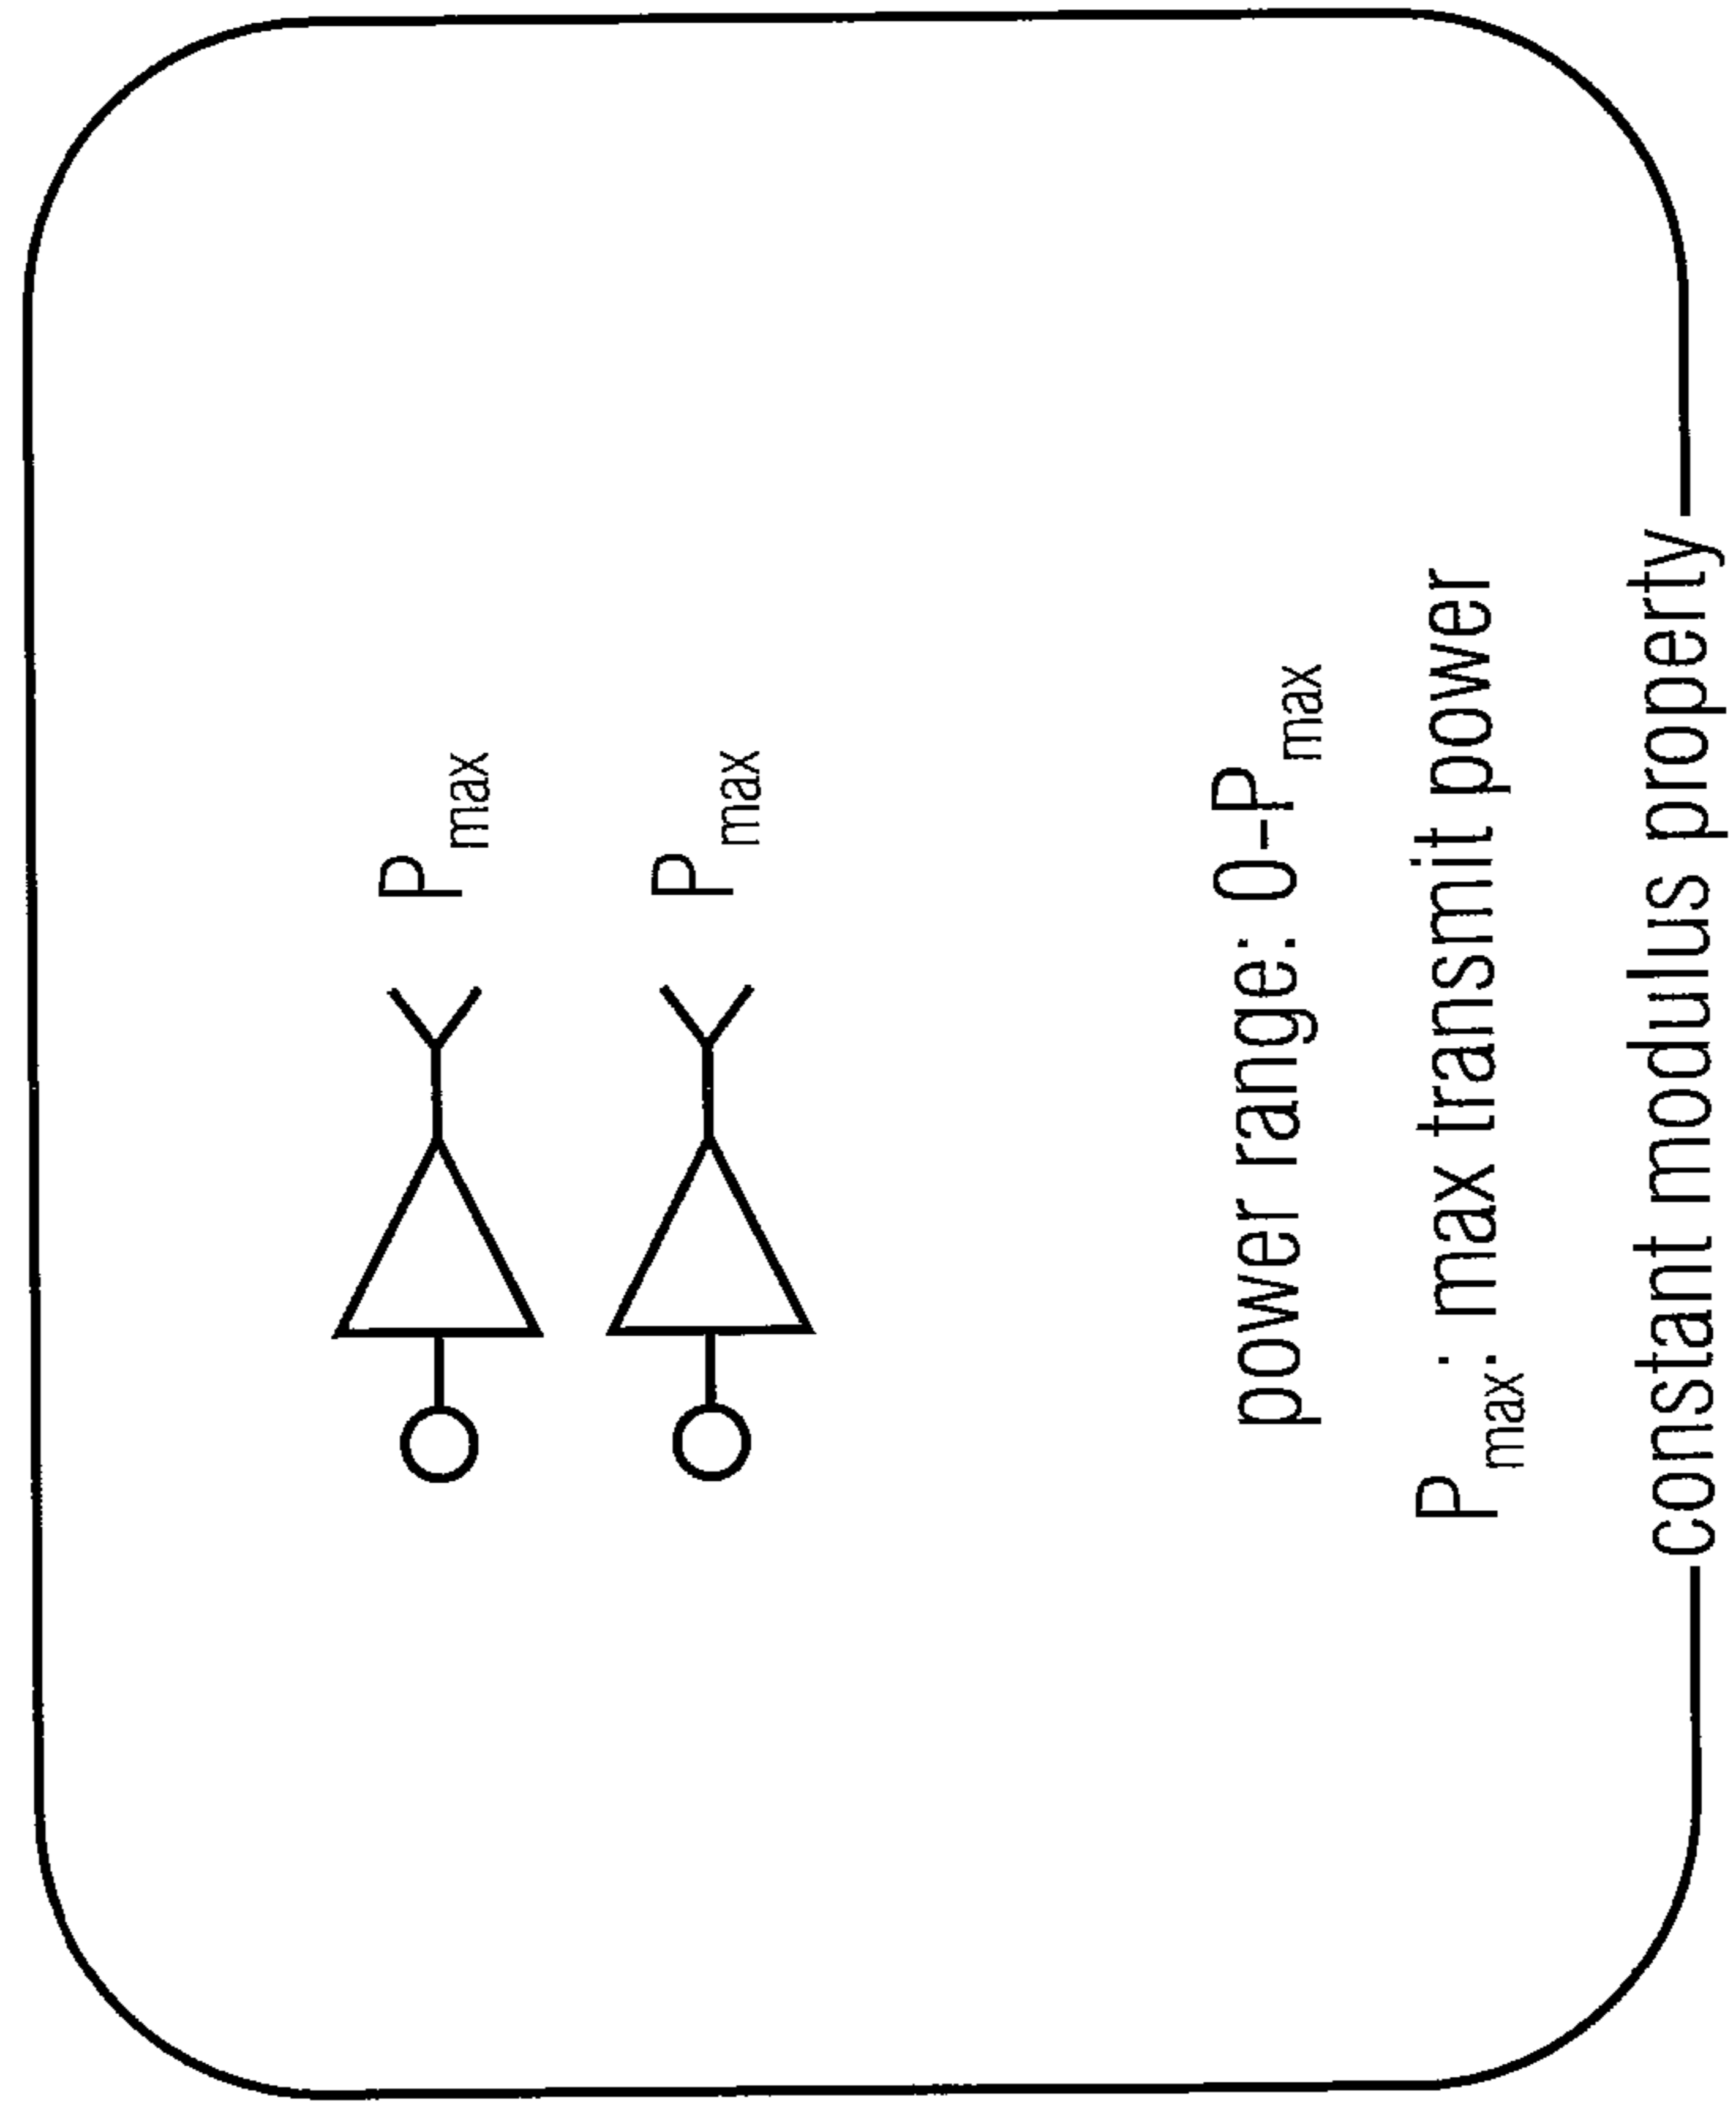 Pmax
Pmax
power range: 0-Pmax
Pmax: max transmit power
constant modulus property